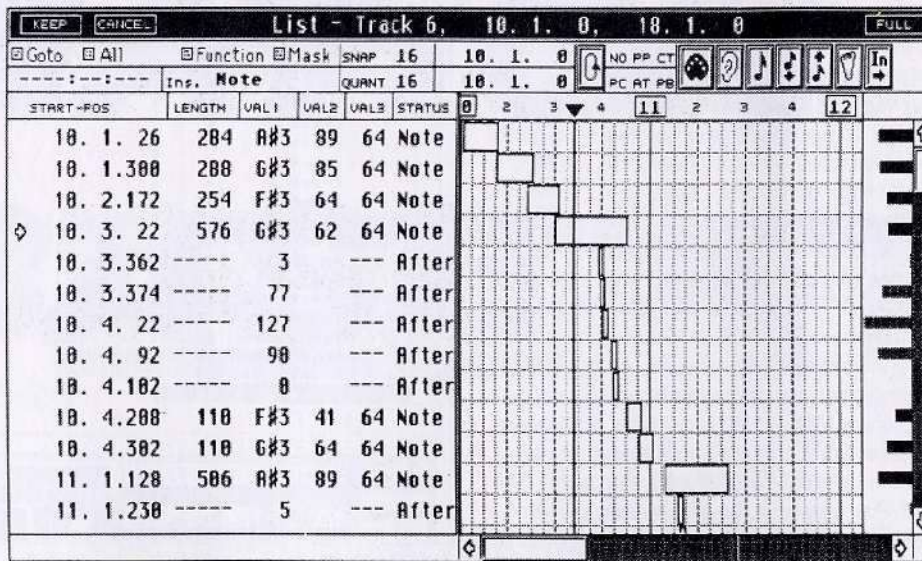 KEEP CANCEL List - Track 6, 10. 1. 0, 18. 1. 0 FULL
Goto All Function Mask SNAP 16 10. 1. 0 NO PP CT In
----:--:--- Ins. Note QUANT 16 18. 1. 0 PC AT PB
START-POS LENGTH VAL1 VAL2 VAL3 STATUS 0 2 3 4 11 2 3 4 12
10. 1. 26 284 A#3 89 64 Note
10. 1.300 288 G#3 85 64 Note
10. 2.172 254 F#3 64 64 Note
10. 3. 22 576 G#3 62 64 Note
10. 3.362 ----- 3 --- After
10. 3.374 ----- 77 --- After
10. 4. 22 ----- 127 --- After
10. 4. 92 ----- 90 --- After
10. 4.102 ----- 0 --- After
10. 4.208 110 F#3 41 64 Note
10. 4.302 110 G#3 64 64 Note
11. 1.128 506 A#3 89 64 Note
11. 1.230 ----- 5 --- After